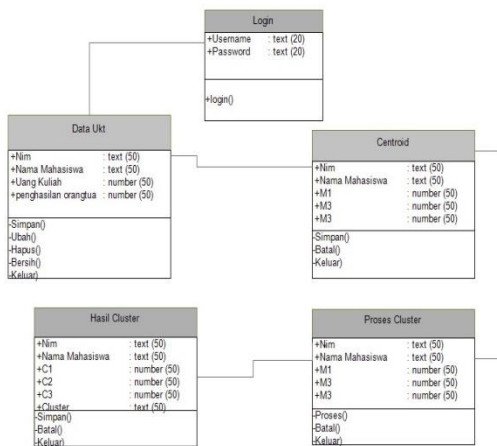 Login
+Username : text (20)
+Password : text (20)
+login()
Data Ukt
+Nim : text (50)
+Nama Mahasiswa : text (50)
+Uang Kuliah : number (50)
+penghasilan orangtua : number (50)
-Simpan()
-Ubah()
-Hapus()
-Bersih()
-Keluar)
Centroid
+Nim : text (50)
+Nama Mahasiswa : text (50)
+M1 : number (50)
+M3 : number (50)
+M3 : number (50)
-Simpan()
-Batal()
-Keluar)
Hasil Cluster
+Nim : text (50)
+Nama Mahasiswa : text (50)
+C1 : number (50)
+C2 : number (50)
+C3 : number (50)
+Cluster : text (50)
-Simpan()
-Batal()
-Keluar)
Proses Cluster
+Nim : text (50)
+Nama Mahasiswa : text (50)
+M1 : number (50)
+M3 : number (50)
+M3 : number (50)
-Proses()
-Batal()
-Keluar)